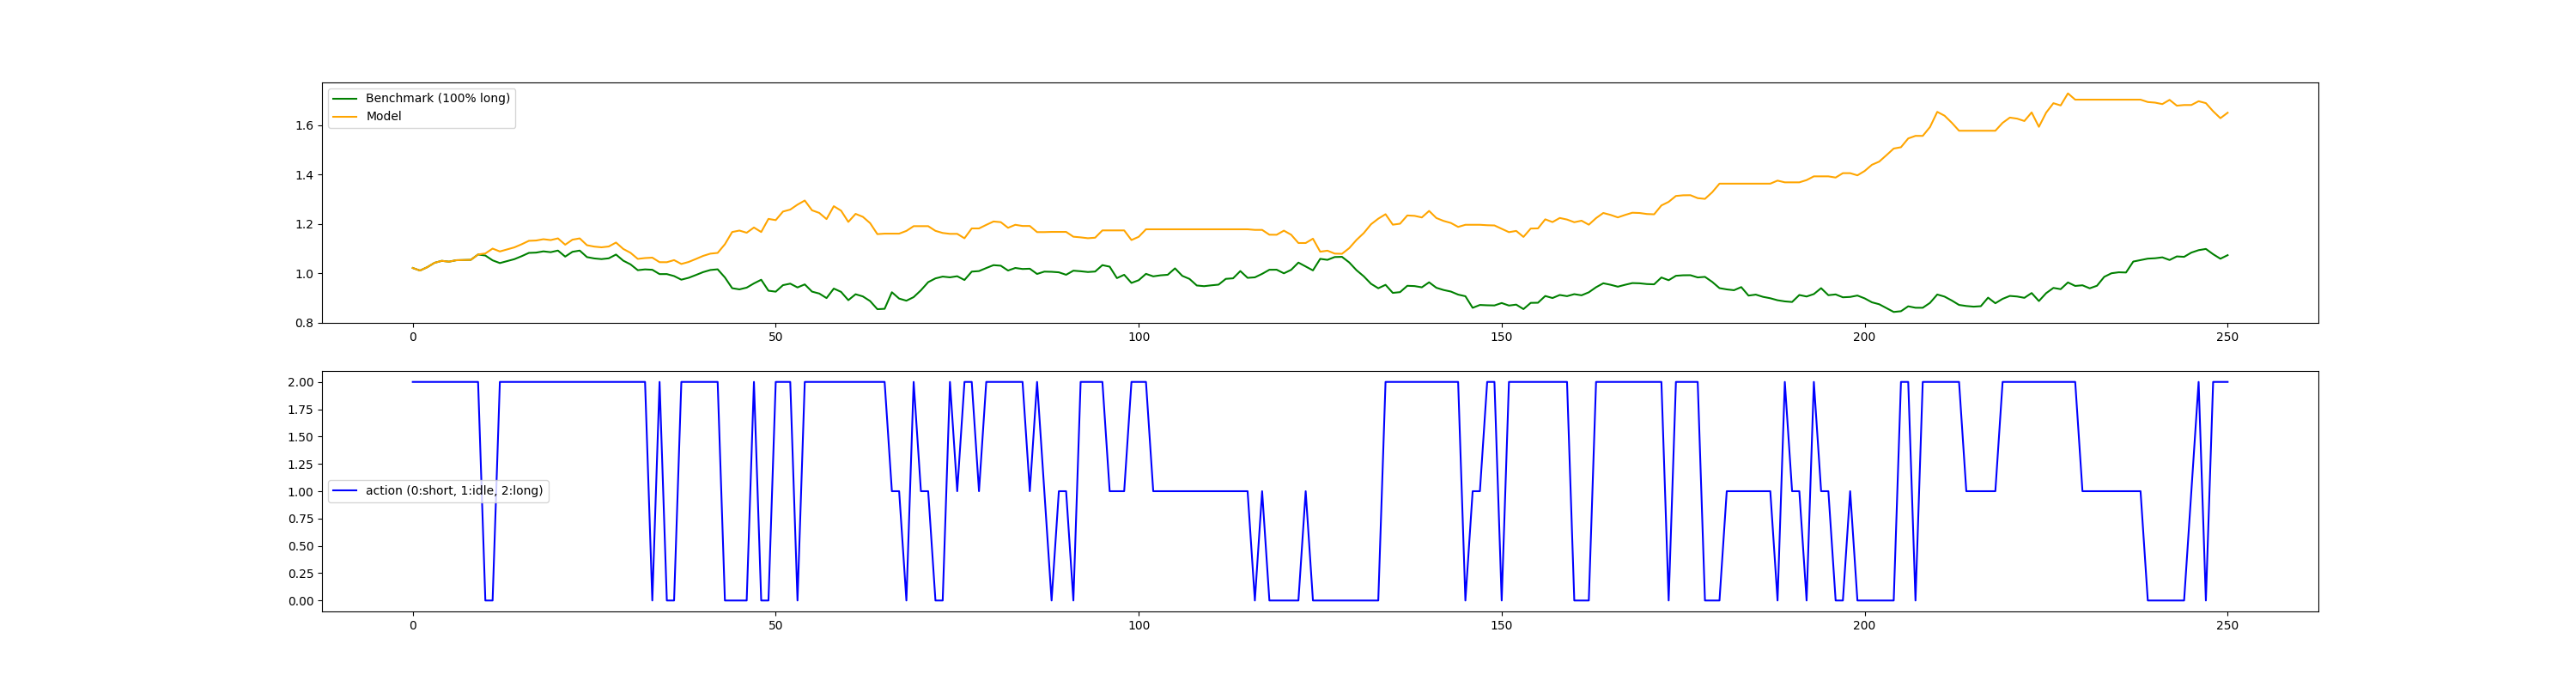 Benchmark (100% long)
Model
1.6
1.4
1.2
1.0
0.8
0 50 100 150 200 250
2.00
1.75
1.50
1.25
1.00
0.75
0.50
0.25
0.00
action (0:short, 1:idle, 2:long)
0 50 100 150 200 250